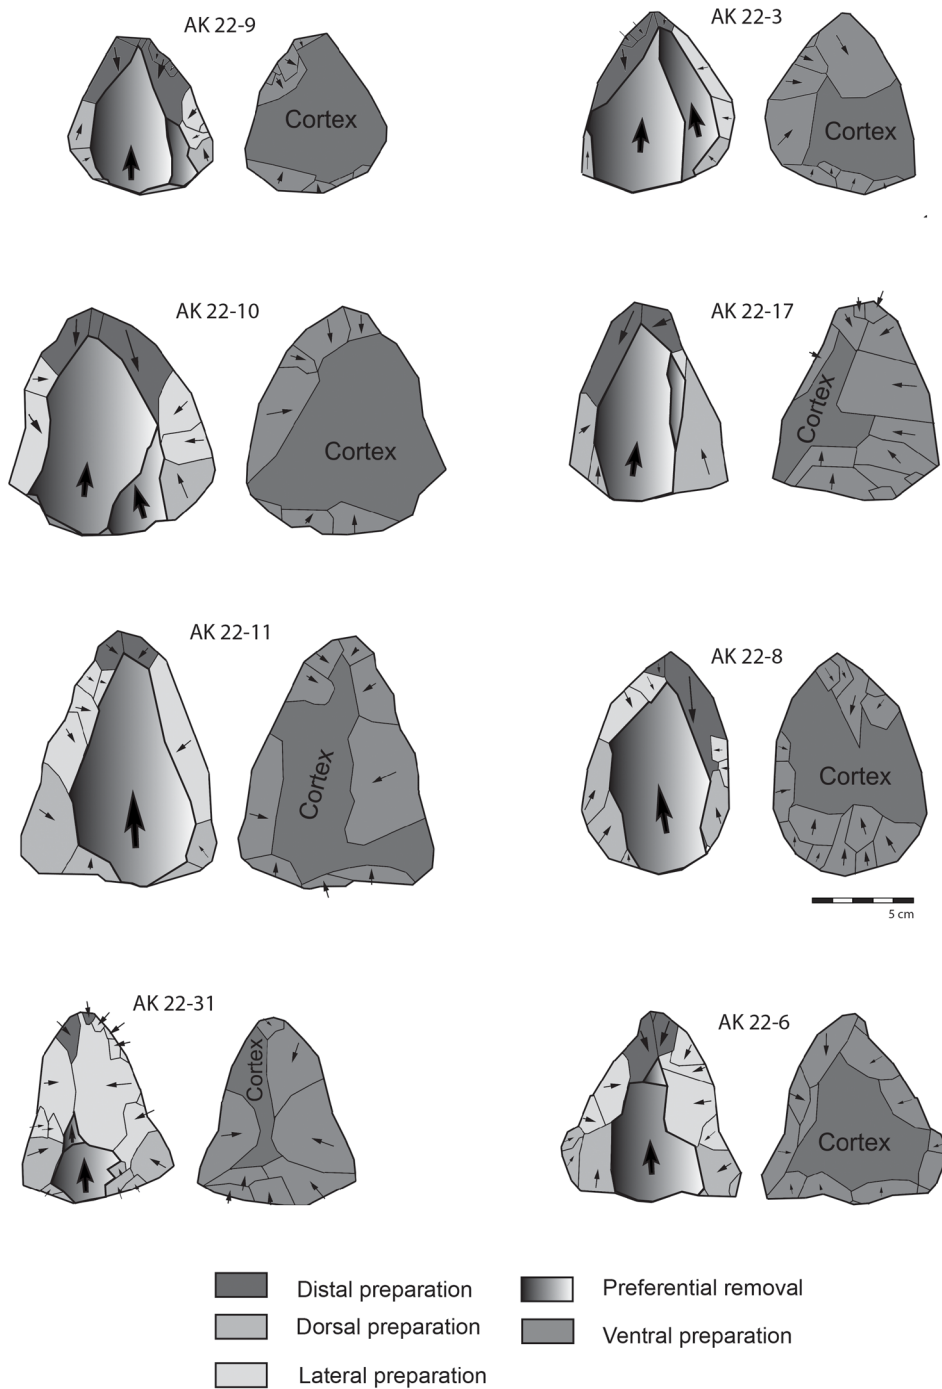 AK 22-9
AK 22-3
Cortex
Cortex
AK 22-10
AK 22-17
Cortex
Cortex
AK 22-11
AK 22-8
Cortex
Cortex
5 cm
AK 22-31
AK 22-6
Cortex
Cortex
Distal preparation
Preferential removal
Dorsal preparation
Ventral preparation
Lateral preparation